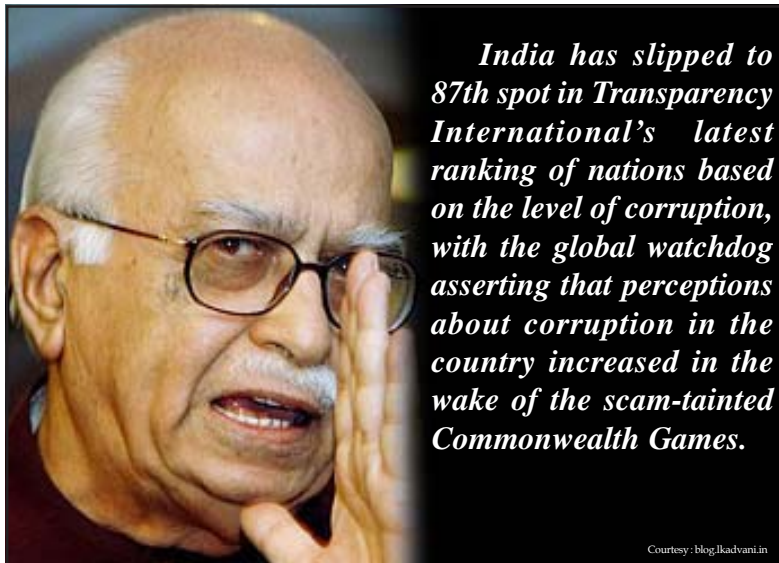 India has slipped to
87th spot in Transparency
International's latest
ranking of nations based
on the level of corruption,
with the global watchdog
asserting that perceptions
about corruption in the
country increased in the
wake of the scam-tainted
Commonwealth Games.
Courtesy : blog.lkadvani.in